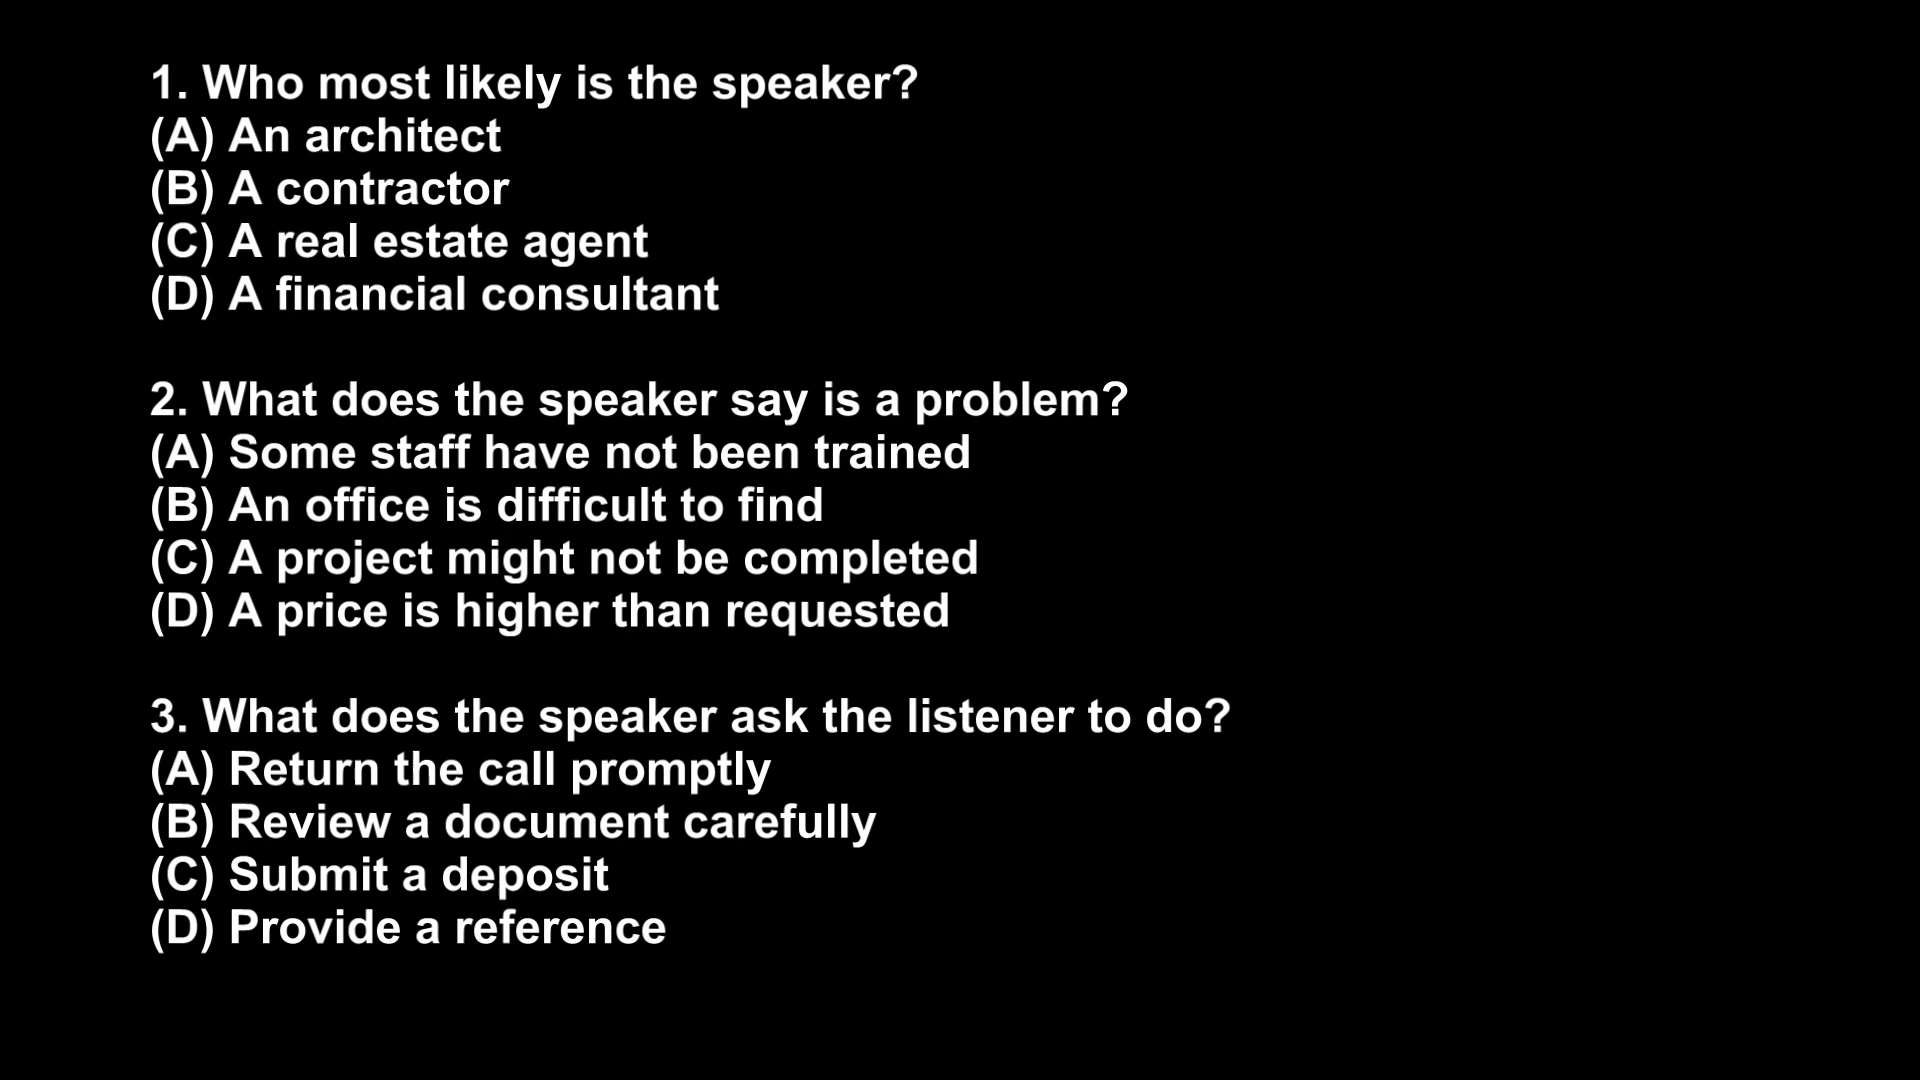 1. Who most likely is the speaker?
(A) An architect
(B) A contractor
(C) A real estate agent
(D) A financial consultant
2. What does the speaker say is a problem?
(A) Some staff have not been trained
(B) An office is difficult to find
(C) A project might not be completed
(D) A price is higher than requested
3. What does the speaker ask the listener to do?
(A) Return the call promptly
(B) Review a document carefully
(C) Submit a deposit
(D) Provide a reference